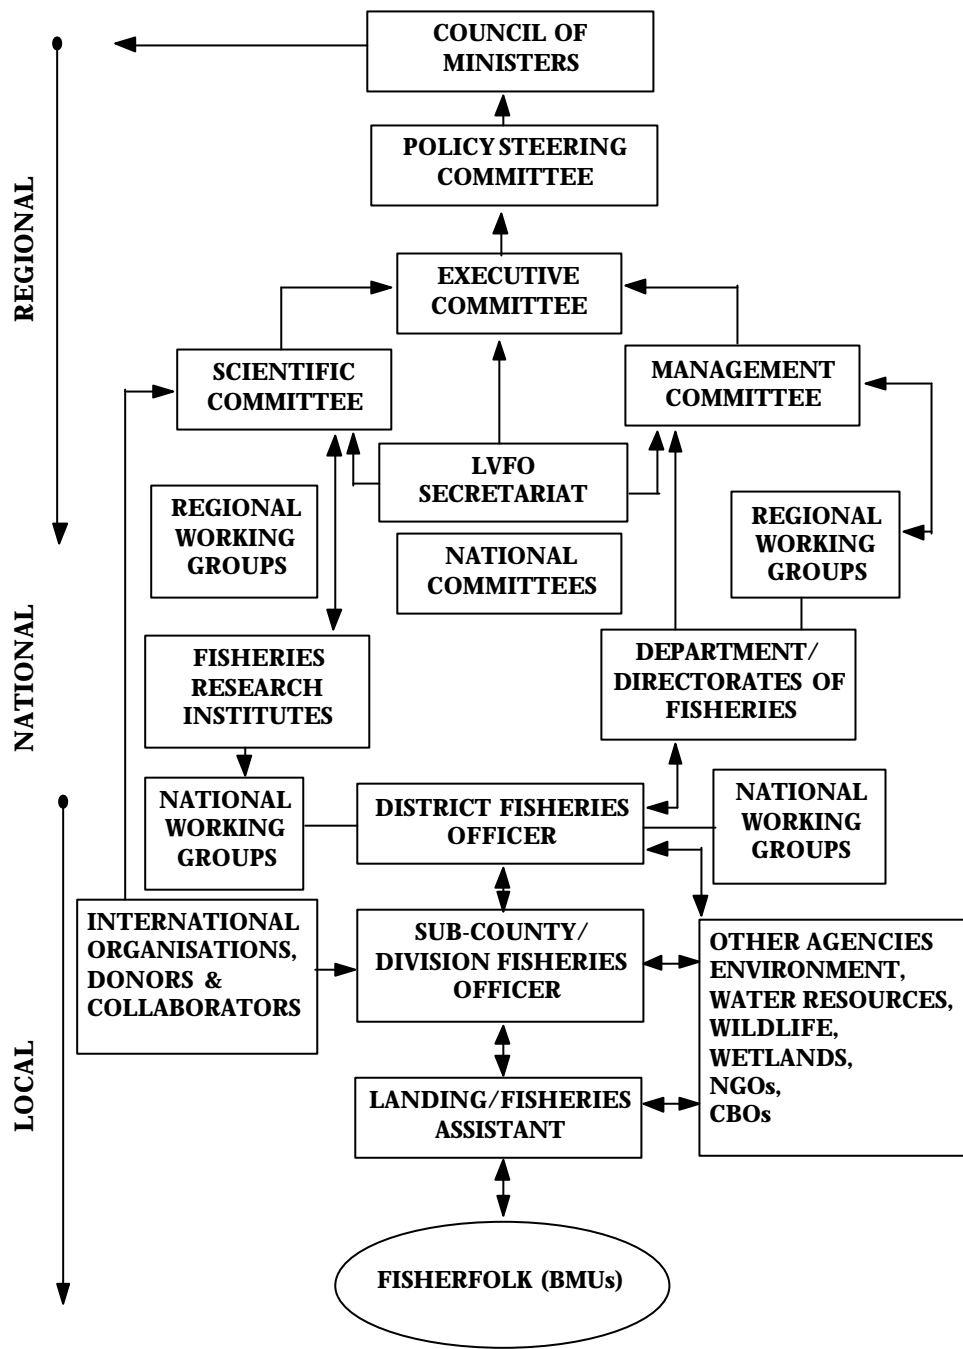 COUNCIL OF
MINISTERS
POLICY STEERING
COMMITTEE
REGIONAL
EXECUTIVE
COMMITTEE
SCIENTIFIC
COMMITTEE
MANAGEMENT
COMMITTEE
LVFO
SECRETARIAT
REGIONAL
WORKING
GROUPS
NATIONAL
COMMITTEES
REGIONAL
WORKING
GROUPS
NATIONAL
FISHERIES
RESEARCH
INSTITUTES
DEPARTMENT/
DIRECTORATES OF
FISHERIES
NATIONAL
WORKING
GROUPS
DISTRICT FISHERIES
OFFICER
NATIONAL
WORKING
GROUPS
INTERNATIONAL
ORGANISATIONS,
DONORS &
COLLABORATORS
SUB-COUNTY/
DIVISION FISHERIES
OFFICER
OTHER AGENCIES
ENVIRONMENT,
WATER RESOURCES,
WILDLIFE,
WETLANDS,
NGOs,
CBOs
LOCAL
LANDING/FISHERIES
ASSISTANT
FISHERFOLK (BMUs)